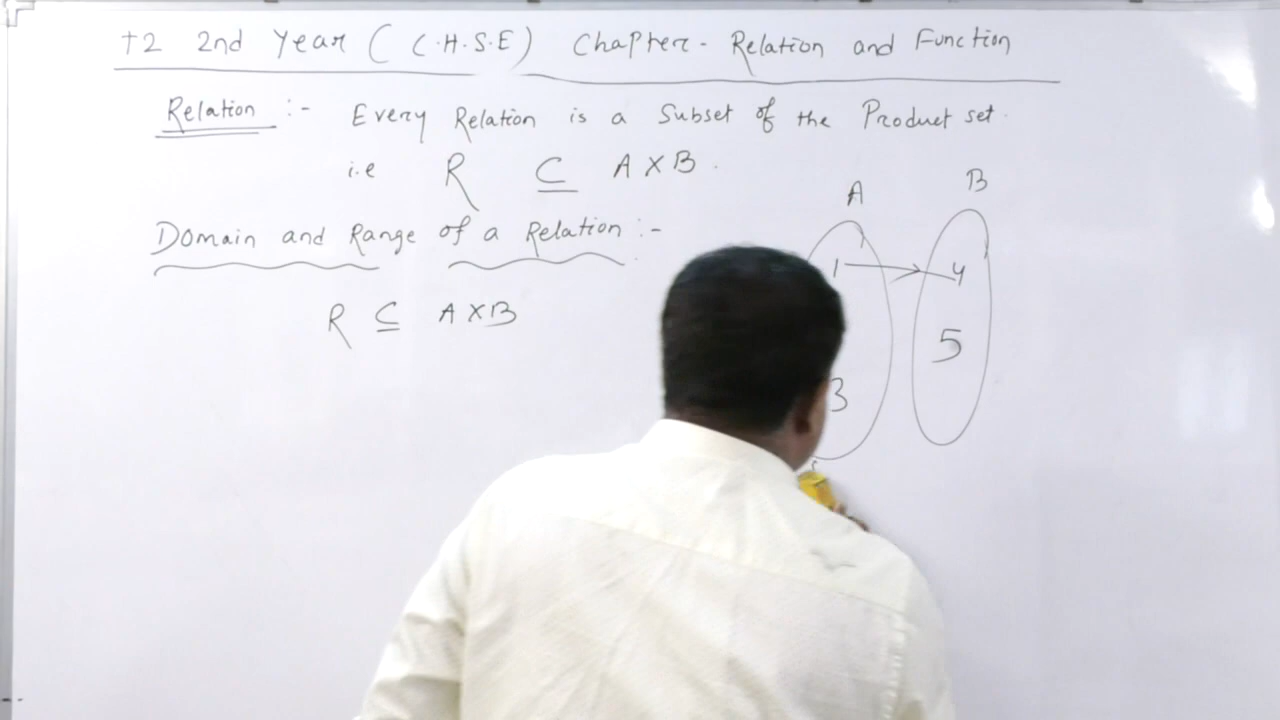 +2 2nd Year (C.H.S.E) Chapter - Relation and Function
Relation :- Every Relation is a Subset of the Product set.
i.e R ⊆ A X B.
Domain and Range of a Relation :-
R ⊆ A X B
A B
1 4
5
3